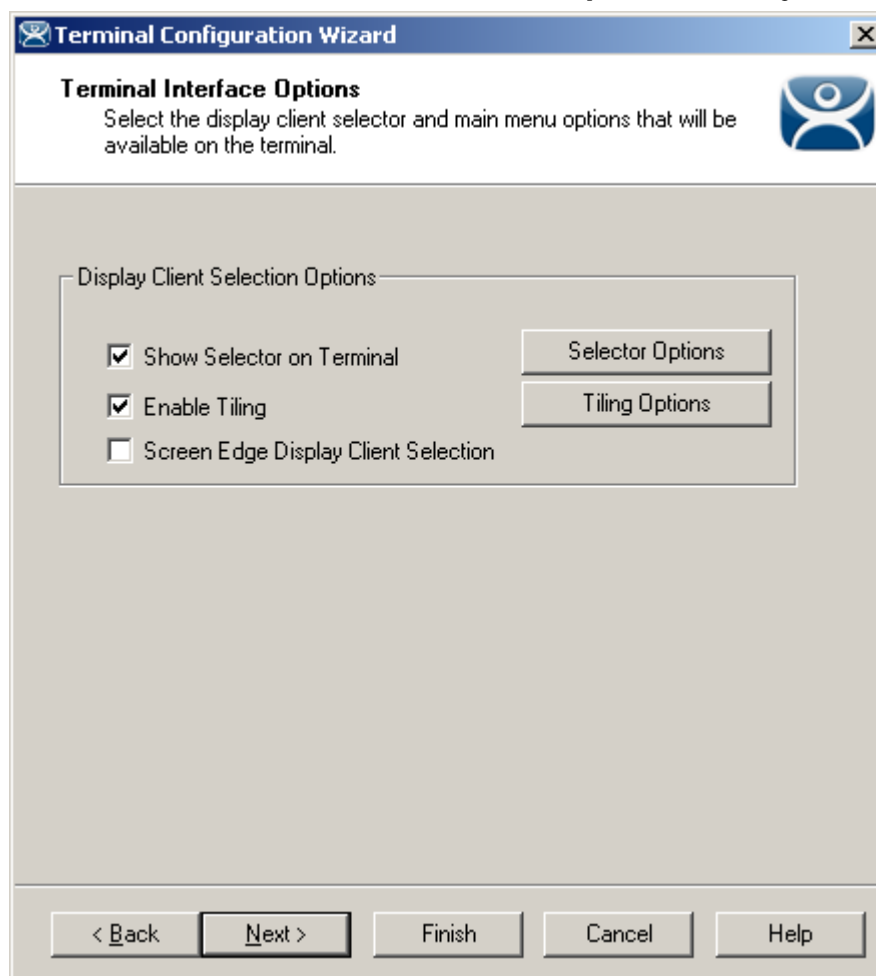 Terminal Configuration Wizard
Terminal Interface Options
Select the display client selector and main menu options that will be
available on the terminal.
Display Client Selection Options
Show Selector on Terminal
Selector Options
Enable Tiling
Tiling Options
Screen Edge Display Client Selection
< Back
Next >
Finish
Cancel
Help